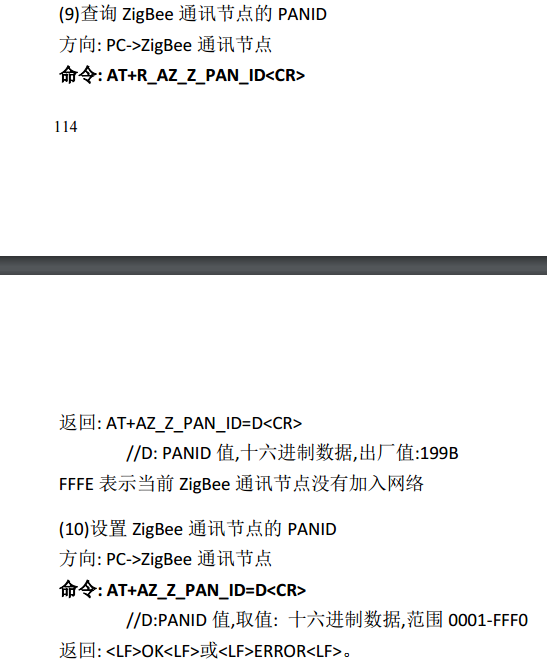 (9)查询 ZigBee 通讯节点的 PANID
方向: PC->ZigBee 通讯节点
命令: AT+R_AZ_Z_PAN_ID<CR>
114
返回: AT+AZ_Z_PAN_ID=D<CR>
//D: PANID 值,十六进制数据,出厂值:199B
FFFE 表示当前 ZigBee 通讯节点没有加入网络
(10)设置 ZigBee 通讯节点的 PANID
方向: PC->ZigBee 通讯节点
命令: AT+AZ_Z_PAN_ID=D<CR>
//D:PANID 值,取值: 十六进制数据,范围 0001-FFF0
返回: <LF>OK<LF>或<LF>ERROR<LF>。